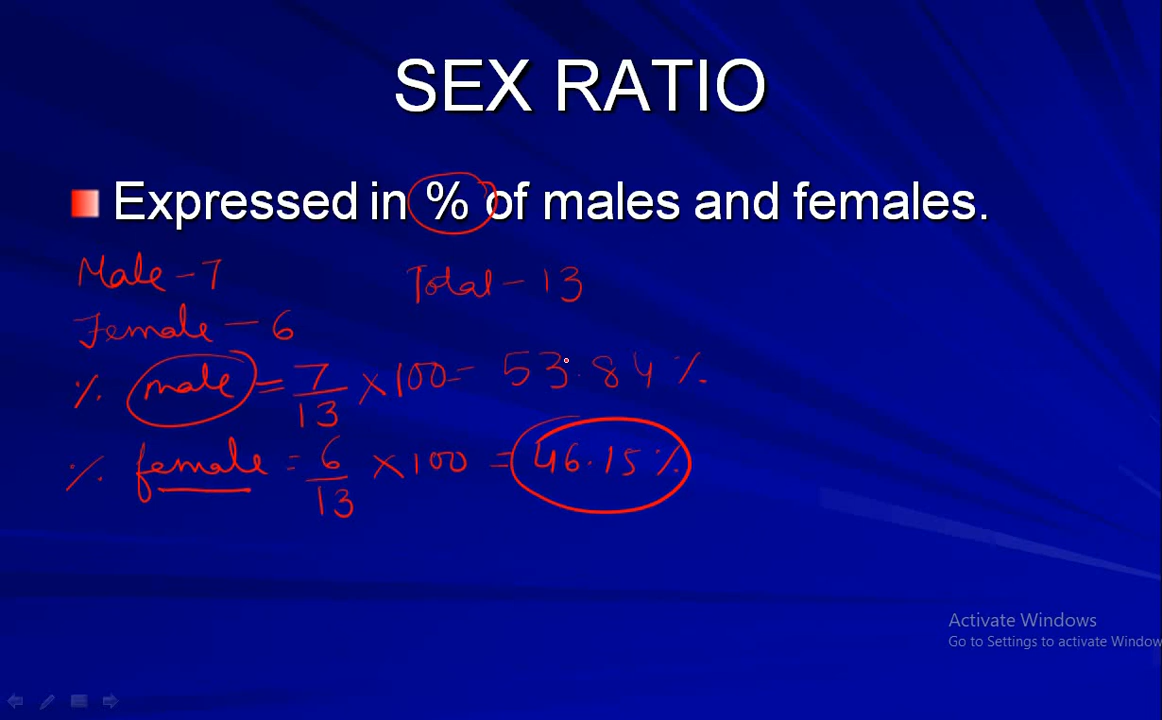 SEX RATIO
Expressed in % of males and females.
Male - 7
Total - 13
Female - 6
% male = 7/13 × 100 = 53.84 %
% female = 6/13 × 100 = 46.15 %
Activate Windows
Go to Settings to activate Window